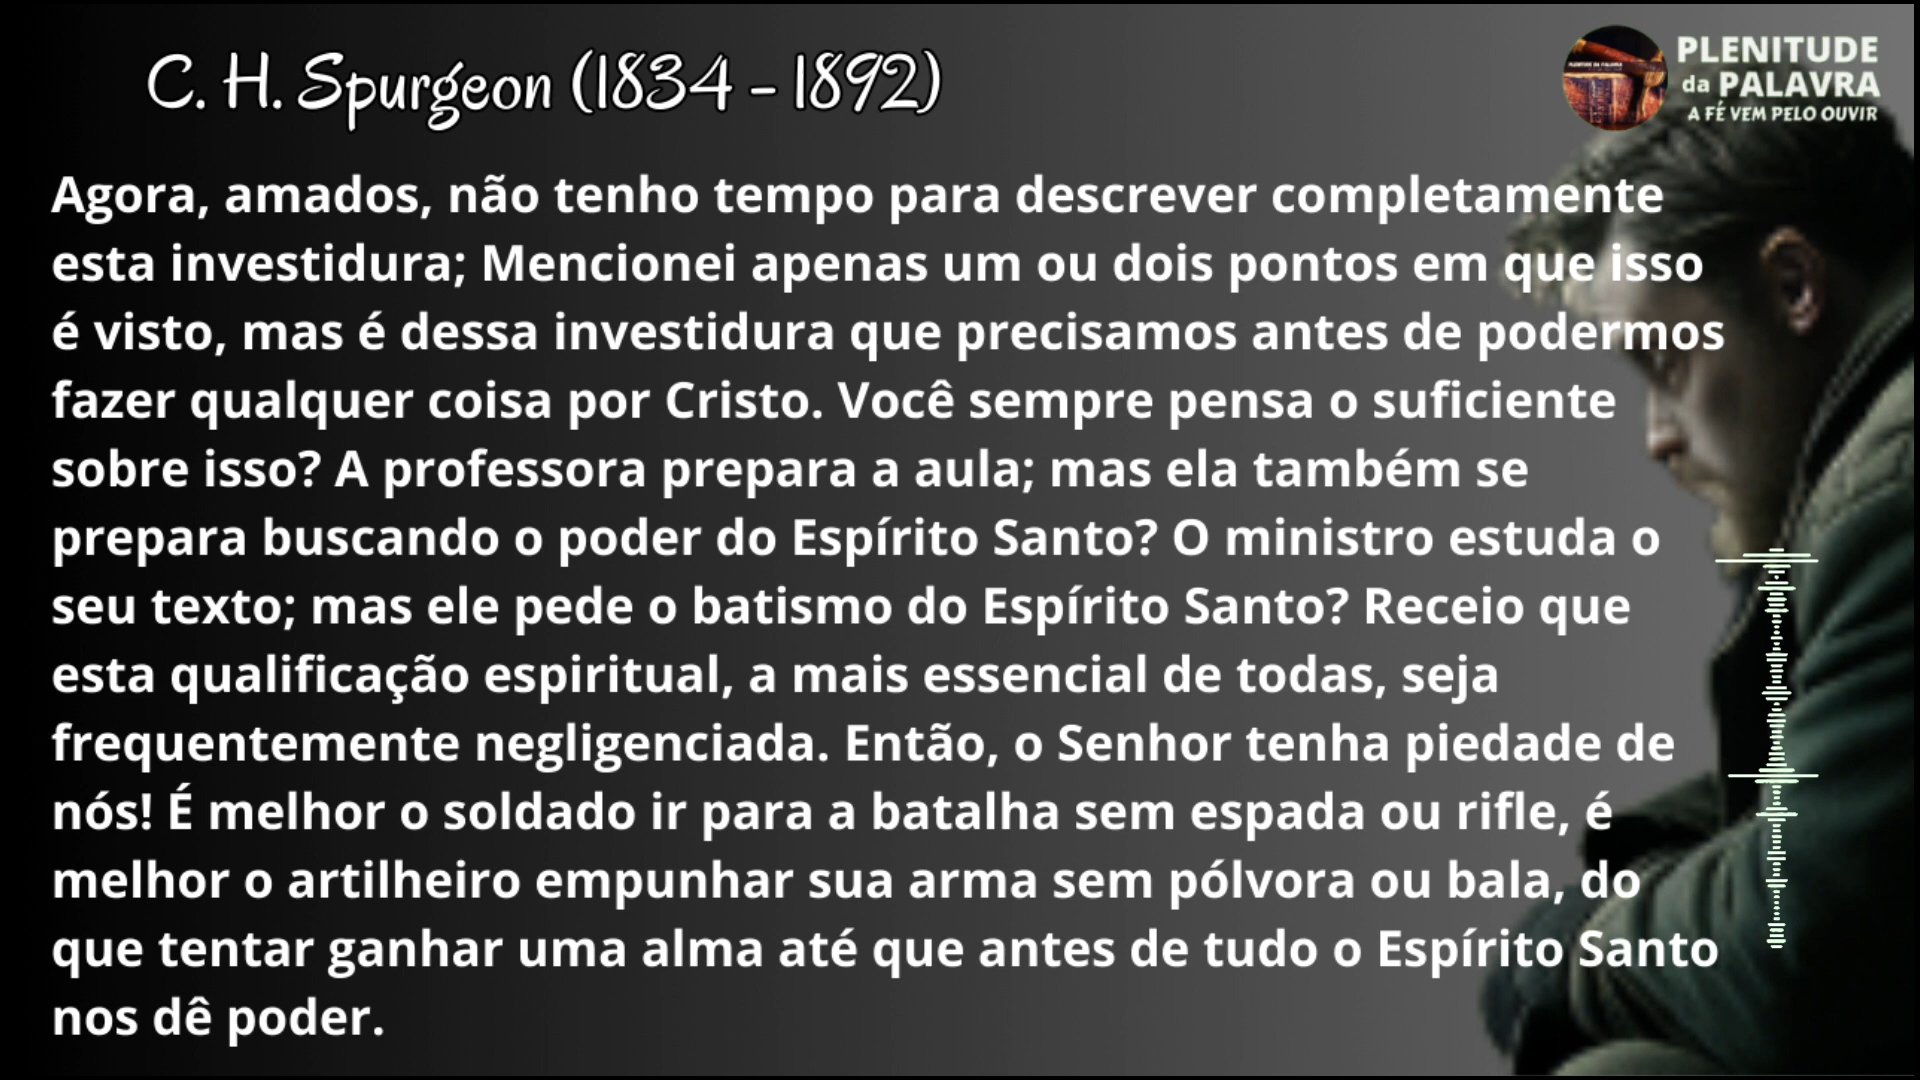 C. H. Spurgeon (1834 - 1892)
PLENITUDE
da PALAVRA
A FÉ VEM PELO OUVIR
Agora, amados, não tenho tempo para descrever completamente
esta investidura; Mencionei apenas um ou dois pontos em que isso
é visto, mas é dessa investidura que precisamos antes de podermos
fazer qualquer coisa por Cristo. Você sempre pensa o suficiente
sobre isso? A professora prepara a aula; mas ela também se
prepara buscando o poder do Espírito Santo? O ministro estuda o
seu texto; mas ele pede o batismo do Espírito Santo? Receio que
esta qualificação espiritual, a mais essencial de todas, seja
frequentemente negligenciada. Então, o Senhor tenha piedade de
nós! É melhor o soldado ir para a batalha sem espada ou rifle, é
melhor o artilheiro empunhar sua arma sem pólvora ou bala, do
que tentar ganhar uma alma até que antes de tudo o Espírito Santo
nos dê poder.